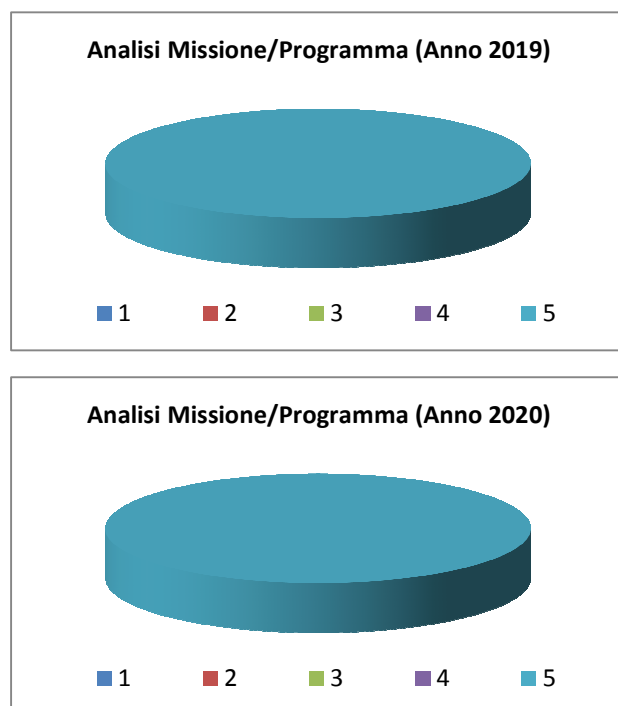 Analisi Missione/Programma (Anno 2019)
1 2 3 4 5
Analisi Missione/Programma (Anno 2020)
1 2 3 4 5